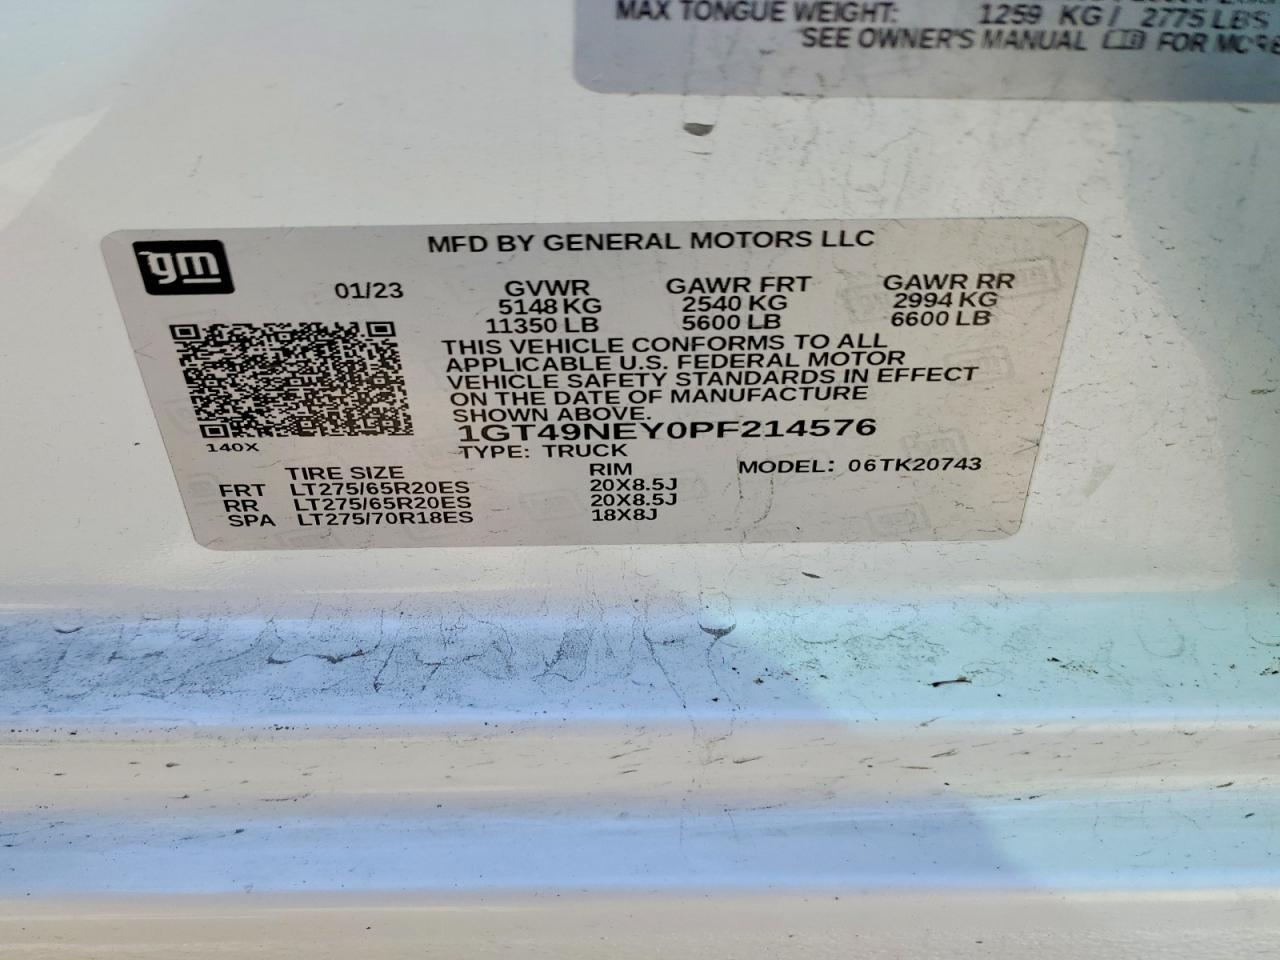 MAX TONGUE WEIGHT: 1259 KG / 2775 LBS
SEE OWNER'S MANUAL FOR MORE
gm
MFD BY GENERAL MOTORS LLC
01/23 GVWR GAWR FRT GAWR RR
5148 KG 2540 KG 2994 KG
11350 LB 5600 LB 6600 LB
THIS VEHICLE CONFORMS TO ALL
APPLICABLE U.S. FEDERAL MOTOR
VEHICLE SAFETY STANDARDS IN EFFECT
ON THE DATE OF MANUFACTURE
SHOWN ABOVE.
1GT49NEY0PF214576
140X
TYPE: TRUCK MODEL: 06TK20743
TIRE SIZE RIM
FRT LT275/65R20ES 20X8.5J
RR LT275/65R20ES 20X8.5J
SPA LT275/70R18ES 18X8J